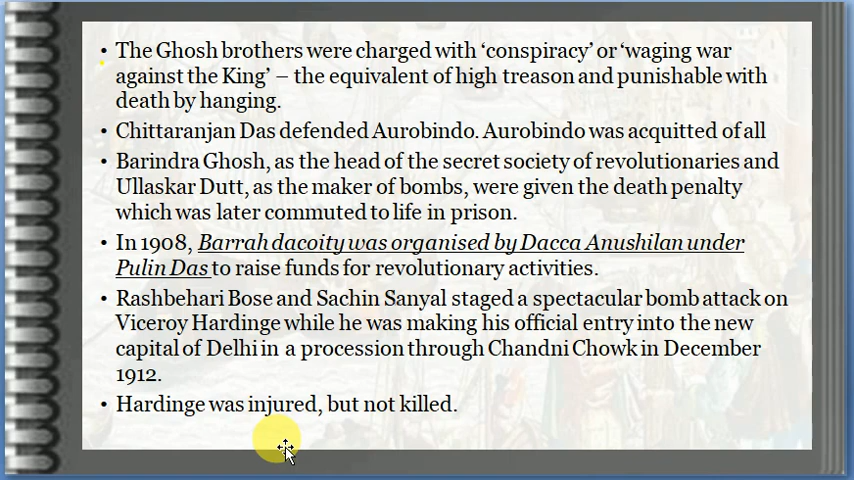 • The Ghosh brothers were charged with ‘conspiracy’ or ‘waging war
against the King’ – the equivalent of high treason and punishable with
death by hanging.
• Chittaranjan Das defended Aurobindo. Aurobindo was acquitted of all
• Barindra Ghosh, as the head of the secret society of revolutionaries and
Ullaskar Dutt, as the maker of bombs, were given the death penalty
which was later commuted to life in prison.
• In 1908, Barrah dacoity was organised by Dacca Anushilan under
Pulin Das to raise funds for revolutionary activities.
• Rashbehari Bose and Sachin Sanyal staged a spectacular bomb attack on
Viceroy Hardinge while he was making his official entry into the new
capital of Delhi in a procession through Chandni Chowk in December
1912.
• Hardinge was injured, but not killed.